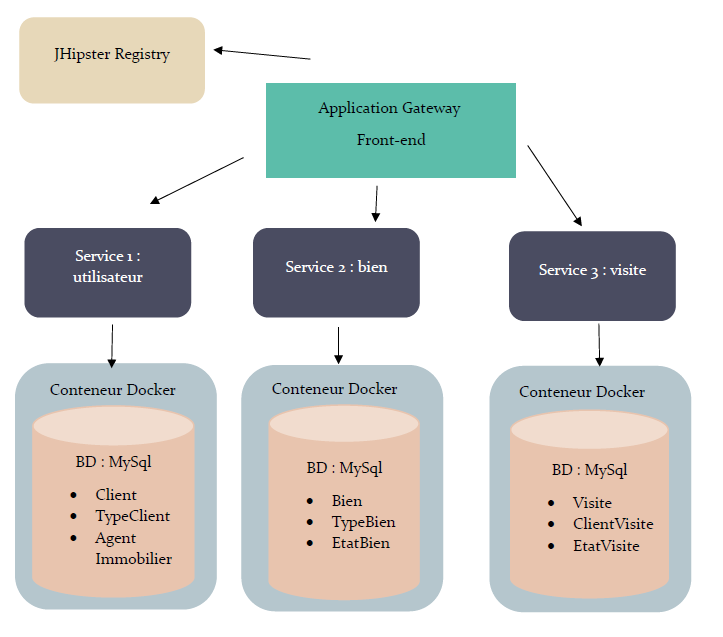 JHipster Registry
Application Gateway
Front-end
Service 1 :
utilisateur
Service 2 : bien
Service 3 : visite
Conteneur Docker
BD : MySql
• Client
• TypeClient
• Agent
Immobilier
Conteneur Docker
BD : MySql
• Bien
• TypeBien
• EtatBien
Conteneur Docker
BD : MySql
• Visite
• ClientVisite
• EtatVisite